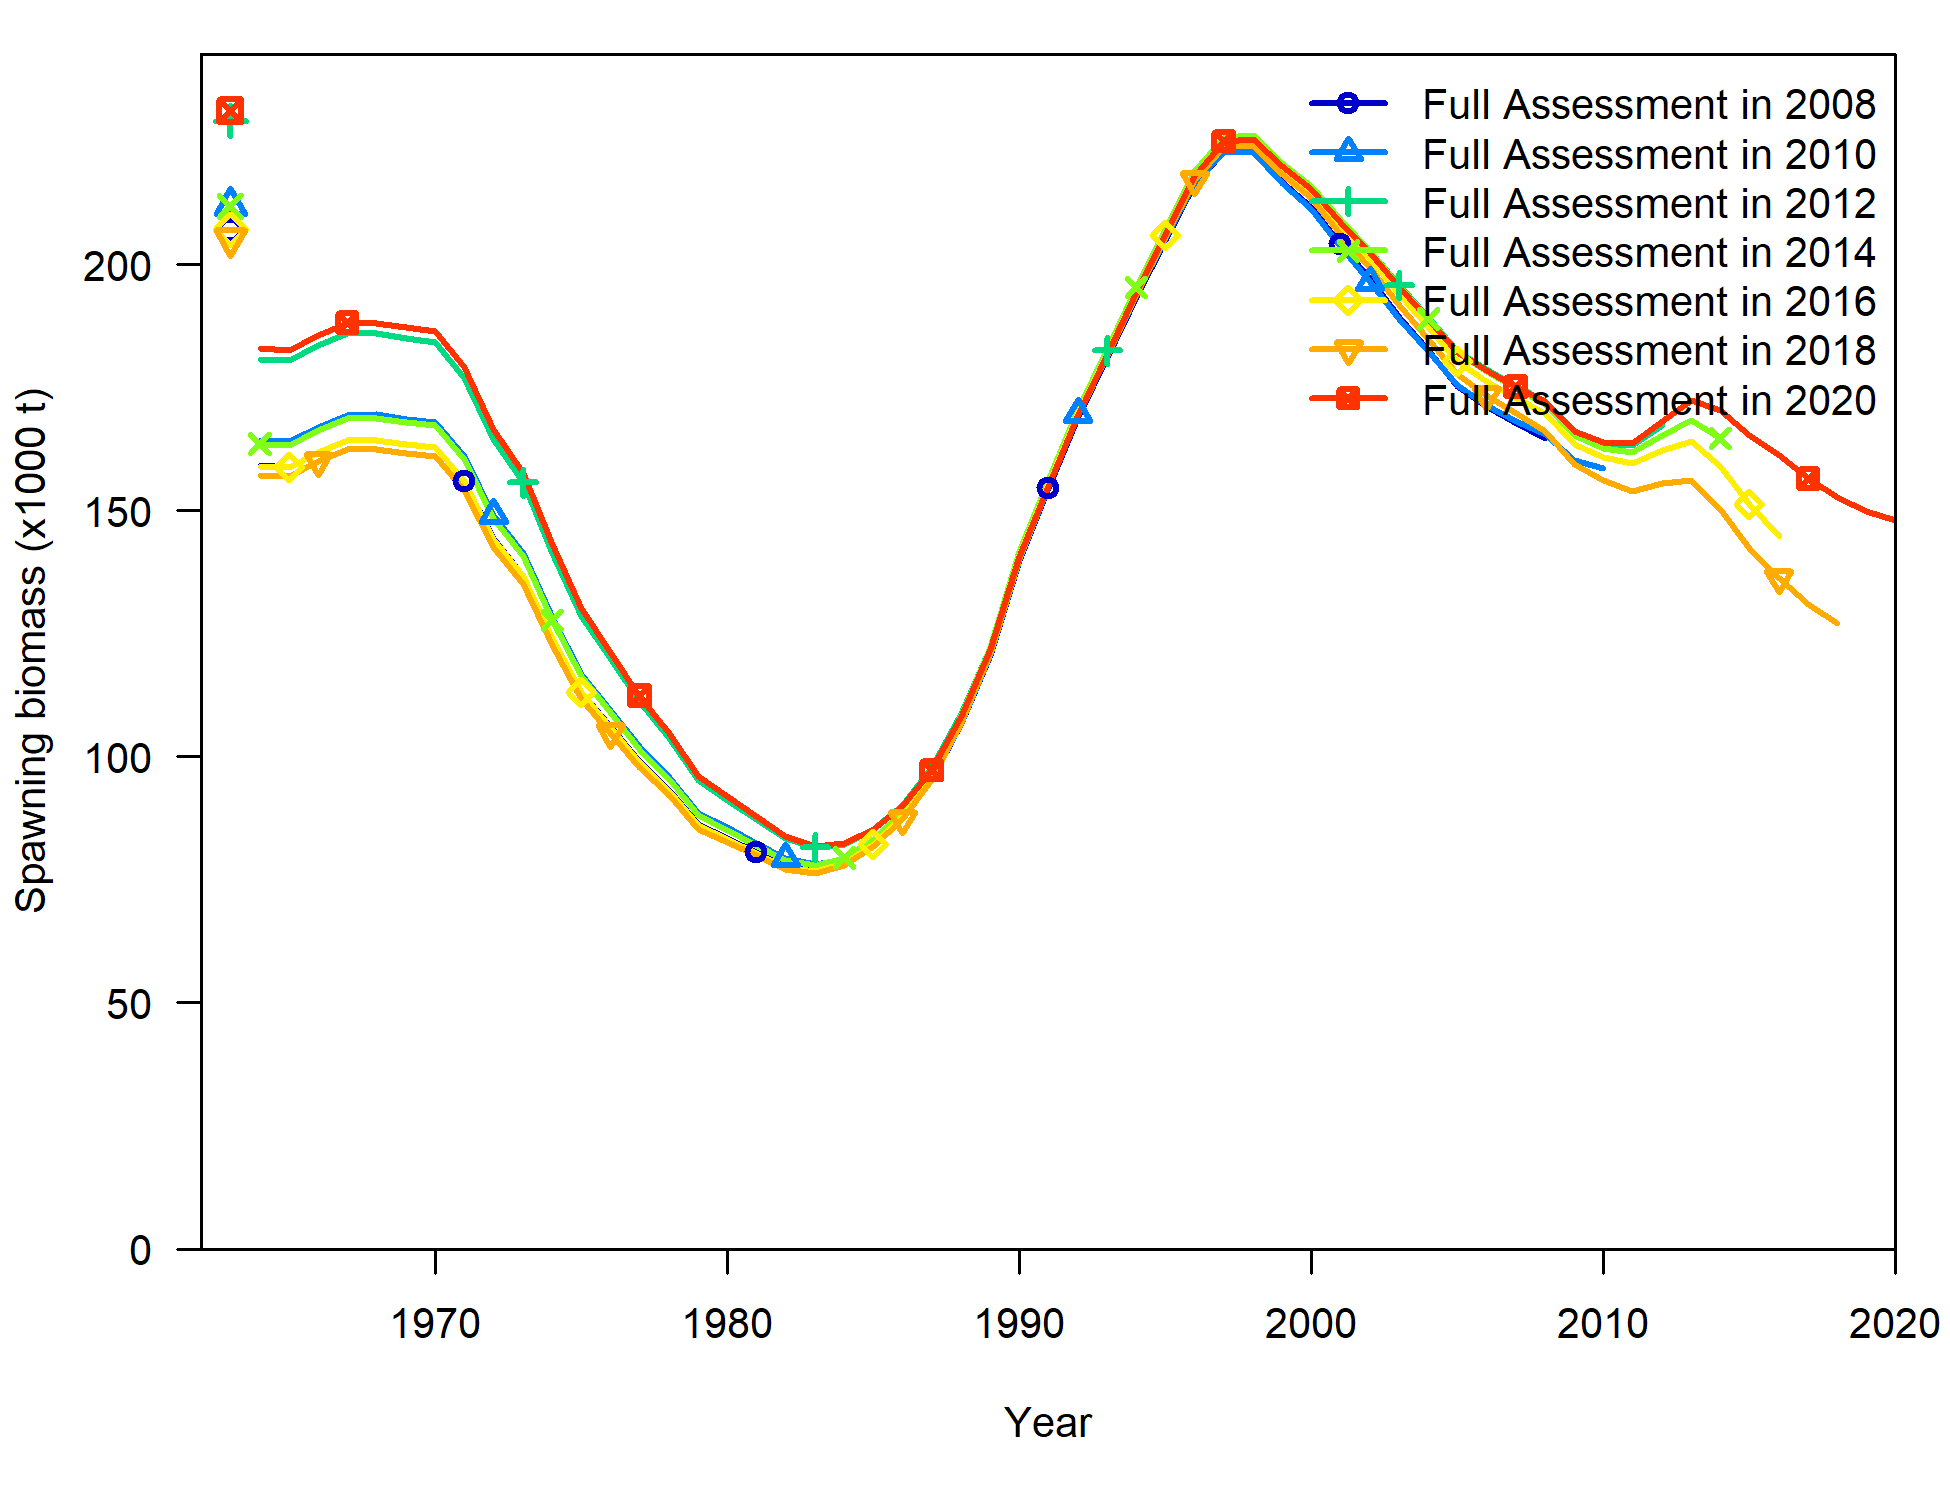 Full Assessment in 2008
Full Assessment in 2010
Full Assessment in 2012
Full Assessment in 2014
Full Assessment in 2016
Full Assessment in 2018
Full Assessment in 2020
Spawning biomass (x1000 t)
200
150
100
50
0
1970 1980 1990 2000 2010 2020
Year